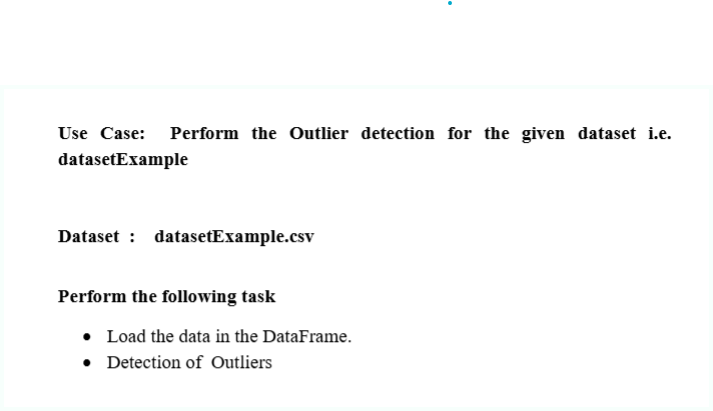 Use Case: Perform the Outlier detection for the given dataset i.e.
datasetExample
Dataset : datasetExample.csv
Perform the following task
• Load the data in the DataFrame.
• Detection of Outliers